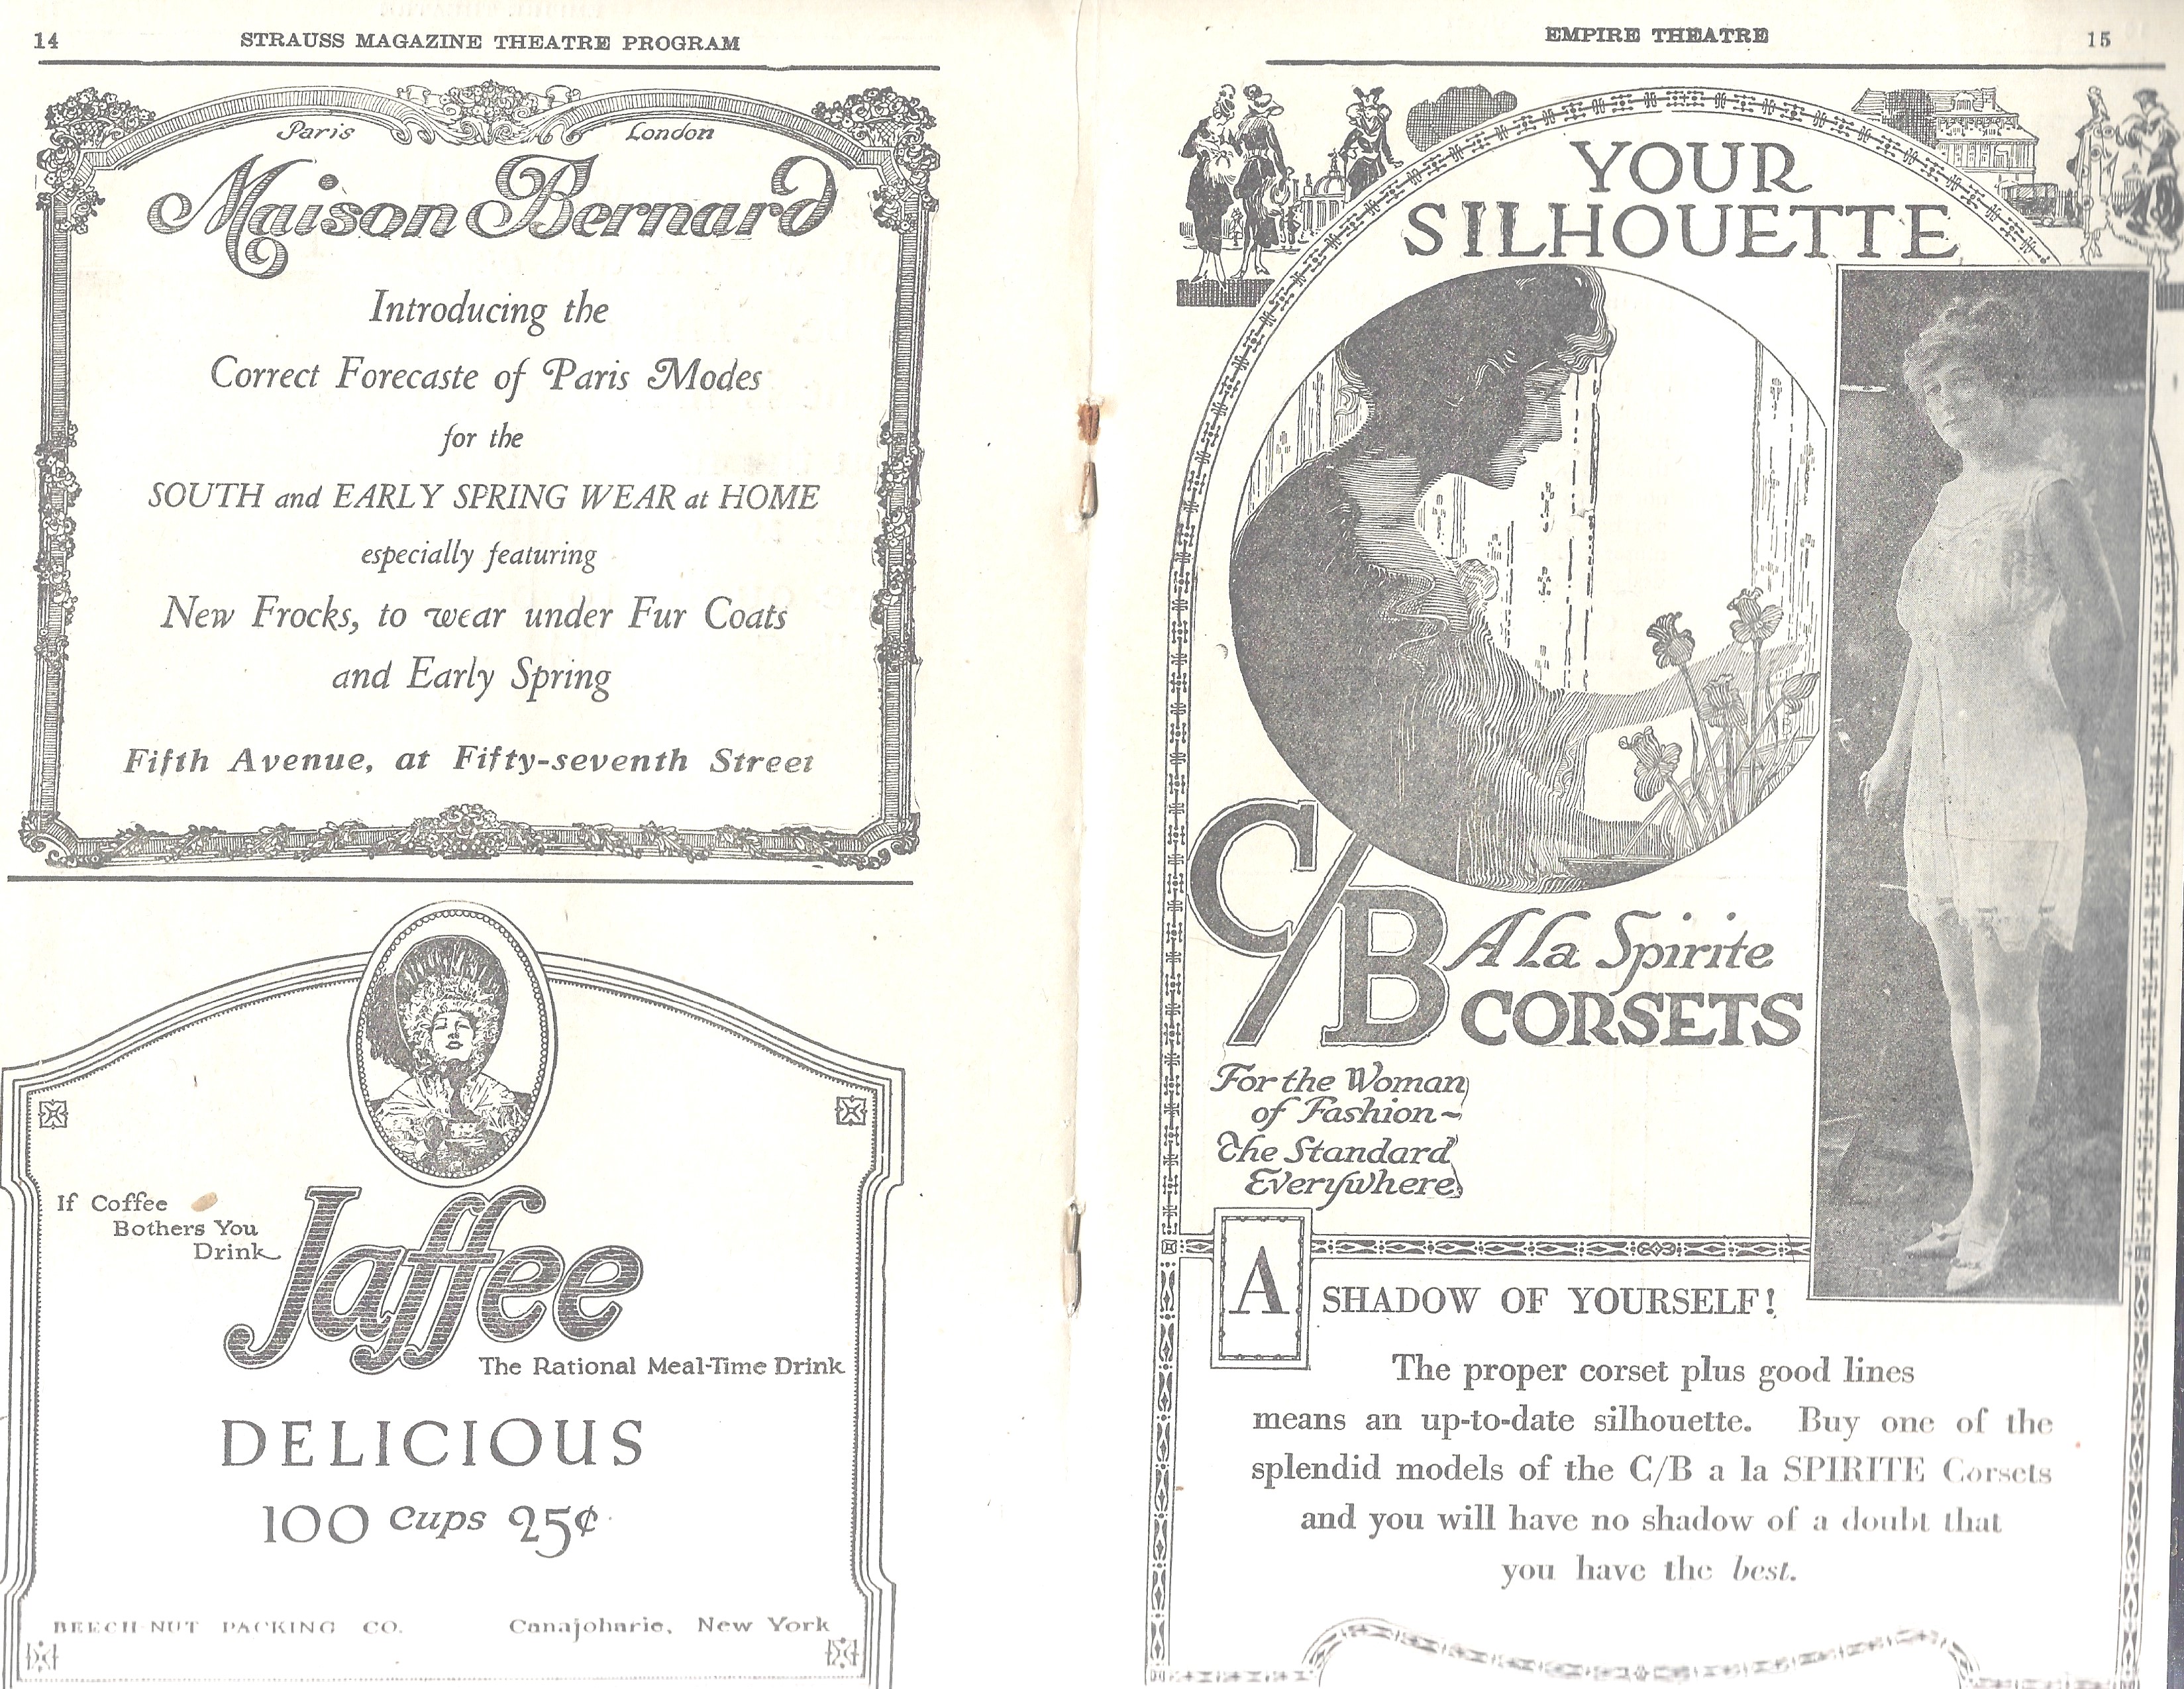 14
STRAUSS MAGAZINE THEATRE PROGRAM
Paris
London
Maison Bernard
Introducing the
Correct Forecaste of Paris Modes
for the
SOUTH and EARLY SPRING WEAR at HOME
especially featuring
New Frocks, to wear under Fur Coats
and Early Spring
Fifth Avenue, at Fifty-seventh Street
If Coffee
Bothers You
Drink
Jaffee
The Rational Meal-Time Drink
DELICIOUS
100 Cups 25¢
BEECH-NUT PACKING CO. Canajoharie, New York
EMPIRE THEATRE
15
YOUR
SILHOUETTE
C/B
A la Spirite
CORSETS
For the Woman
of Fashion~
The Standard
Everywhere
A SHADOW OF YOURSELF!
The proper corset plus good lines
means an up-to-date silhouette. Buy one of the
splendid models of the C/B a la SPIRITE Corsets
and you will have no shadow of a doubt that
you have the best.